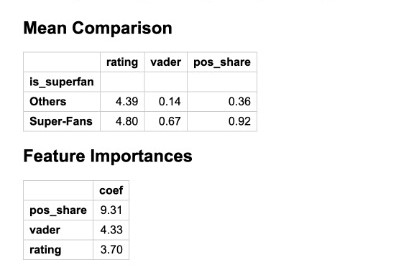 Mean Comparison
rating vader pos_share
is_superfan
Others 4.39 0.14 0.36
Super-Fans 4.80 0.67 0.92
Feature Importances
coef
pos_share 9.31
vader 4.33
rating 3.70